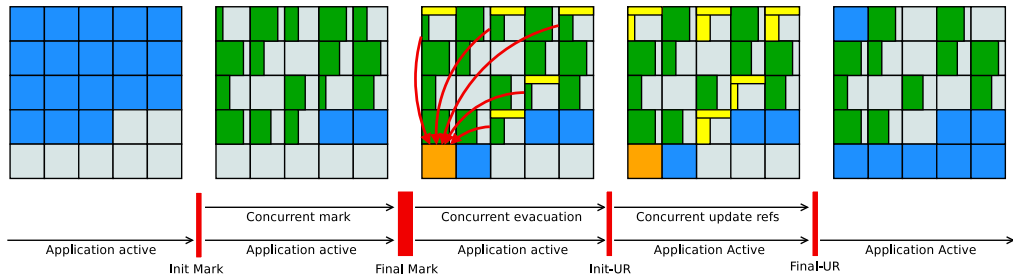 Concurrent mark
Concurrent evacuation
Concurrent update refs
Application active
Application active
Application active
Application Active
Application Active
Init Mark
Final Mark
Init-UR
Final-UR